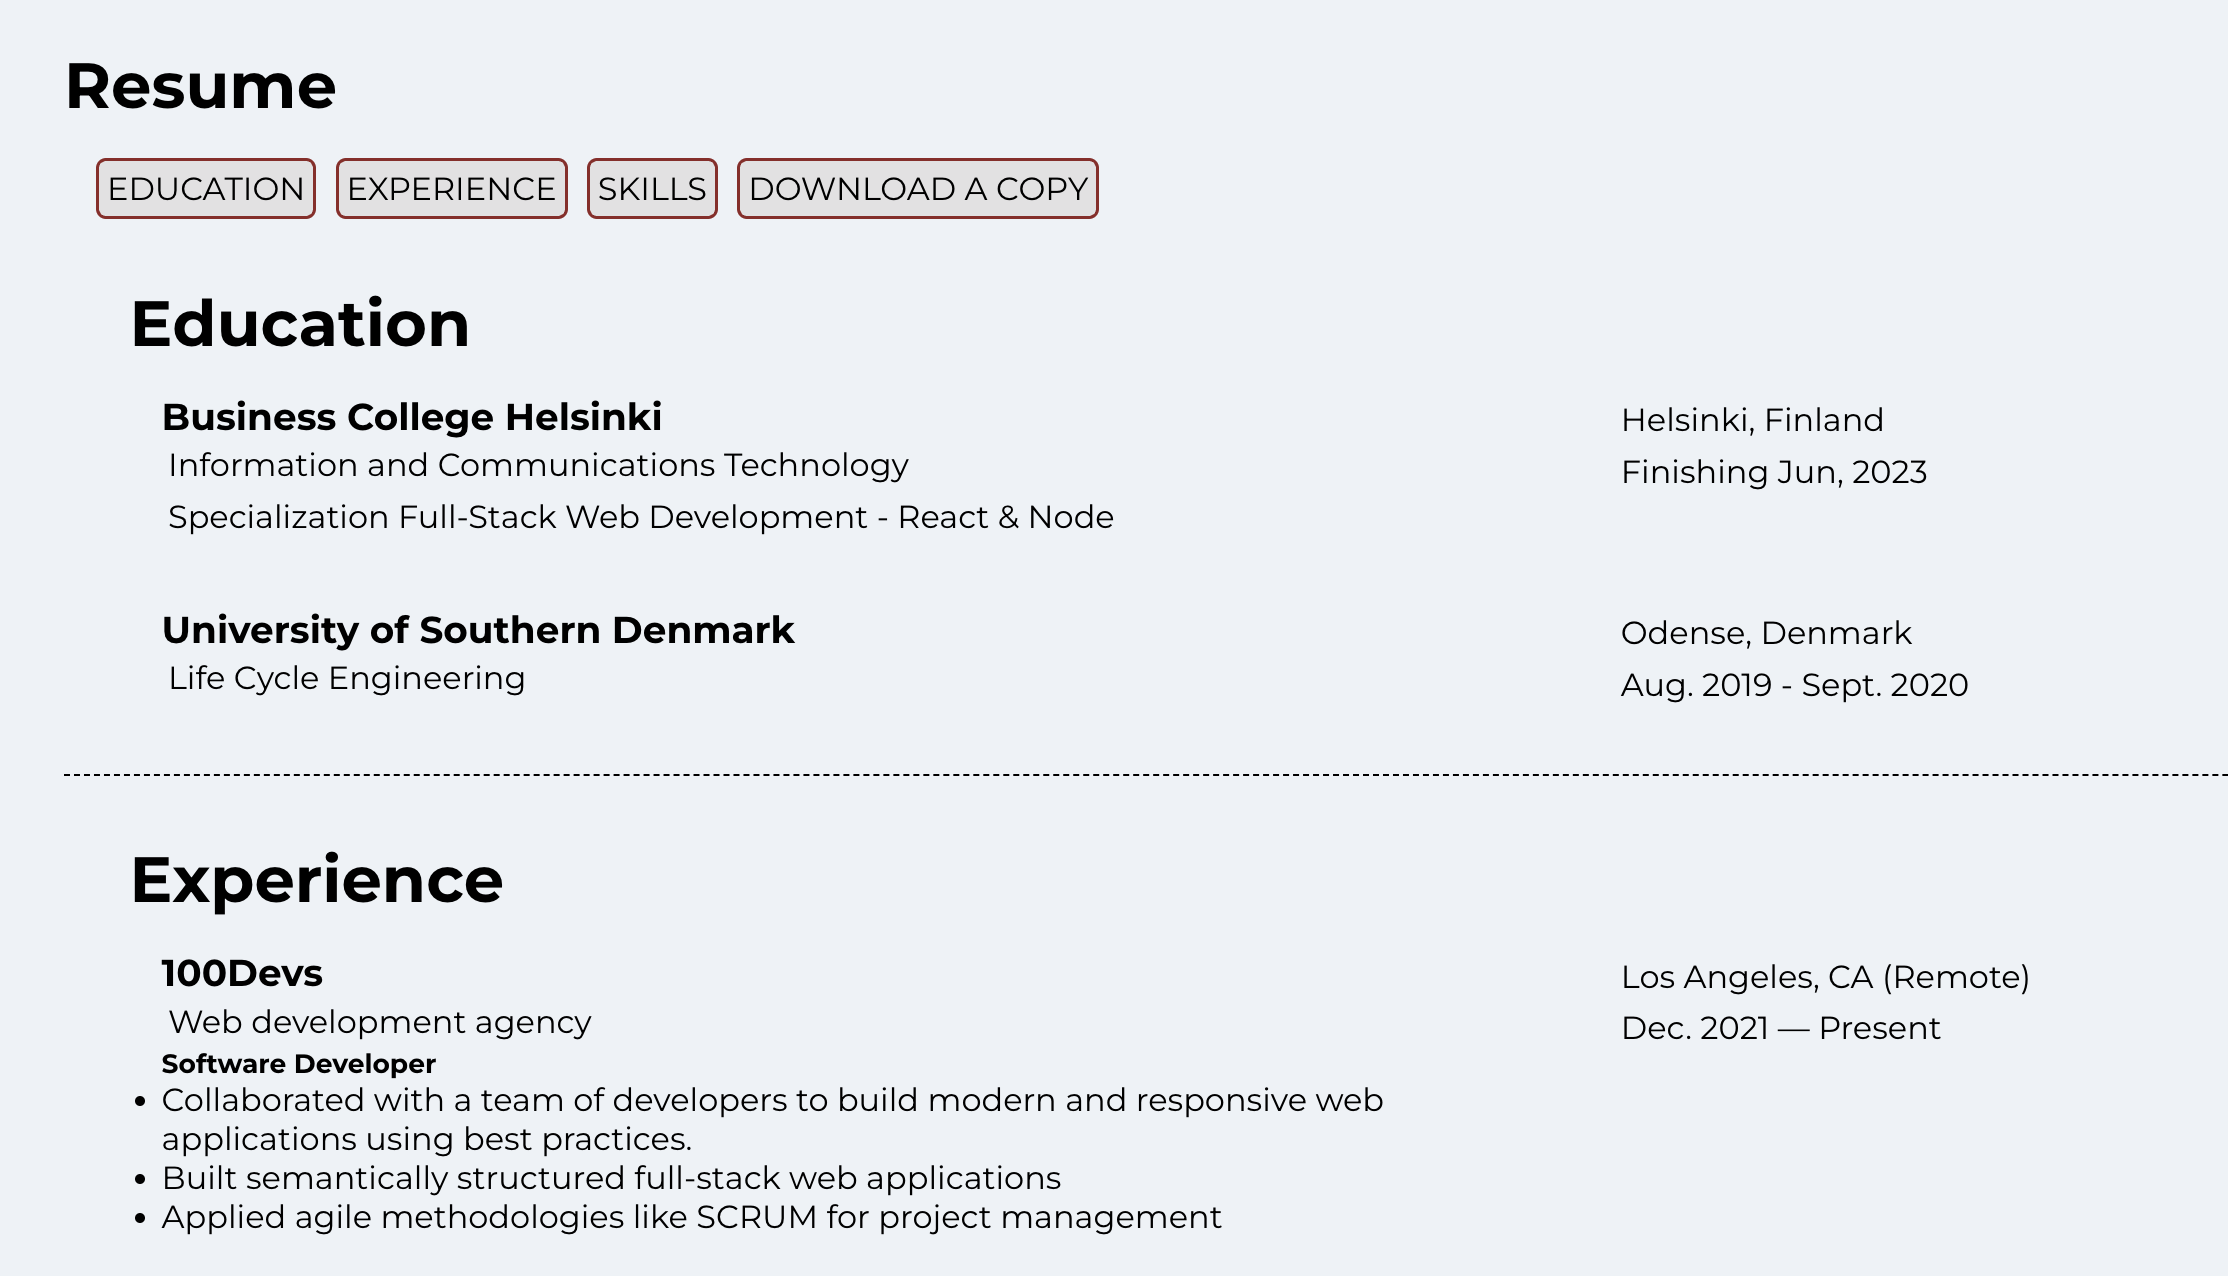 Resume
EDUCATION EXPERIENCE SKILLS DOWNLOAD A COPY
Education
Business College Helsinki
Information and Communications Technology
Specialization Full-Stack Web Development - React & Node
Helsinki, Finland
Finishing Jun, 2023
University of Southern Denmark
Life Cycle Engineering
Odense, Denmark
Aug. 2019 - Sept. 2020
Experience
100Devs
Web development agency
Los Angeles, CA (Remote)
Dec. 2021 — Present
Software Developer
• Collaborated with a team of developers to build modern and responsive web
applications using best practices.
• Built semantically structured full-stack web applications
• Applied agile methodologies like SCRUM for project management